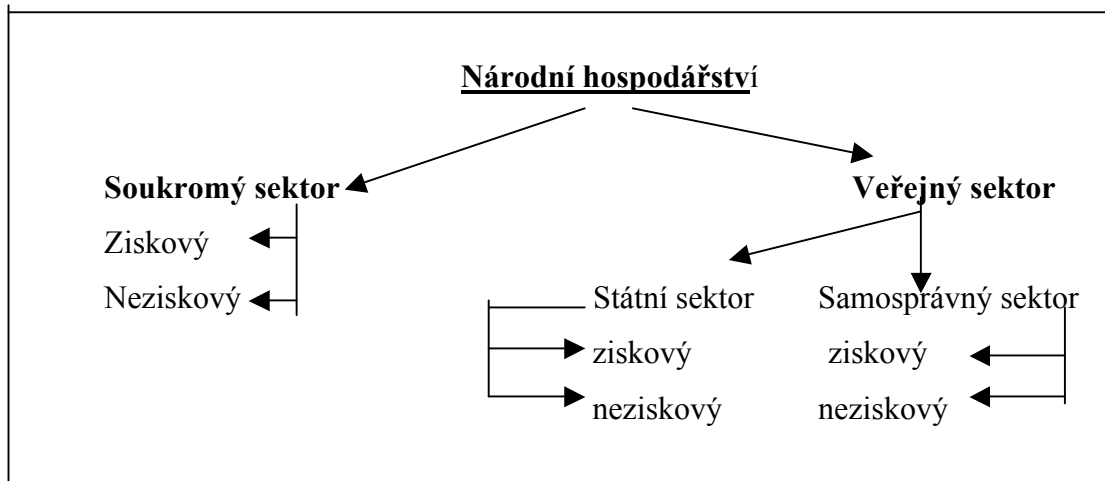 Národní hospodářství
Soukromý sektor Veřejný sektor
Ziskový
Neziskový Státní sektor Samosprávný sektor
ziskový ziskový
neziskový neziskový